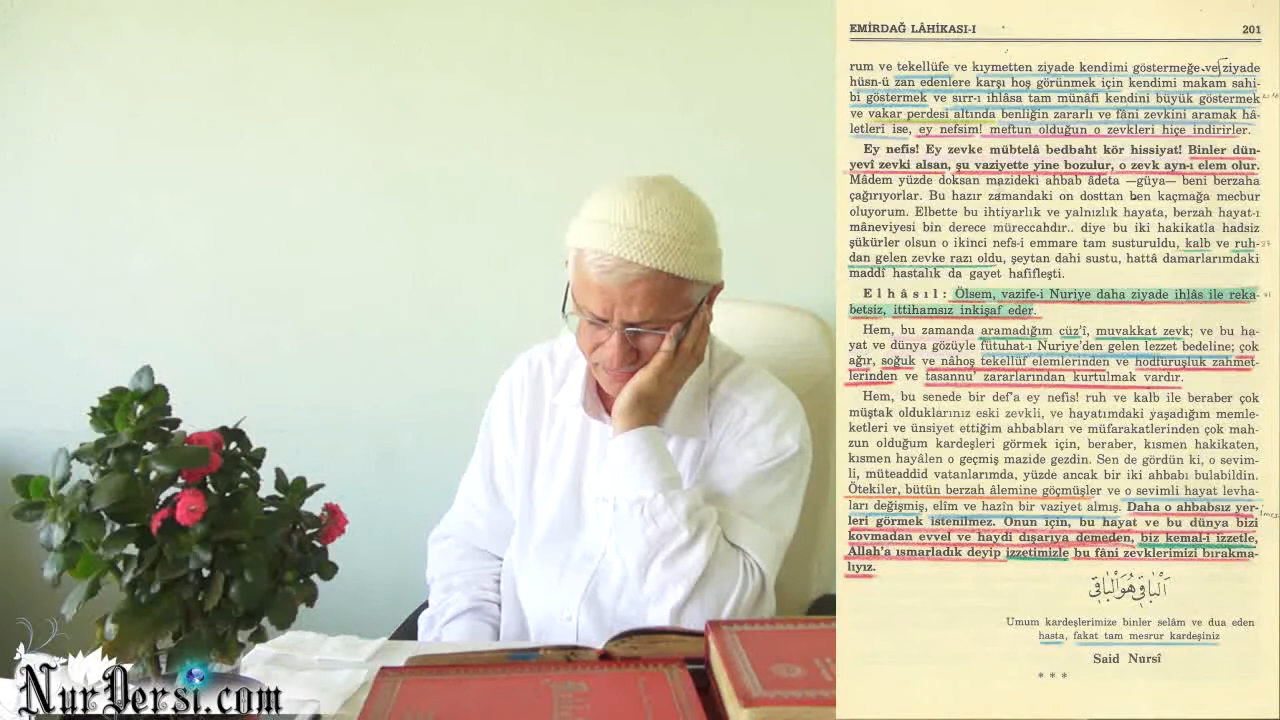 EMİRDAĞ LÂHİKASI-I 201
rum ve tekellüfe ve kıymetten ziyade kendimi göstermeğe ve ziyade
hüsn-ü zan edenlere karşı hoş görünmek için kendimi makam sahi-
bi göstermek ve sırr-ı ihlâsa tam münâfi kendini büyük göstermek
ve vakar perdesi altında benliğin zararlı ve fâni zevkini aramak hâ-
letleri ise, ey nefsim! meftun olduğun o zevkleri hiçe indirirler.
Ey nefis! Ey zevke mübtelâ bedbaht kör hissiyat! Binler dün-
yevî zevki alsan, şu vaziyette yine bozulur, o zevk ayn-ı elem olur.
Mâdem yüzde doksan mazideki ahbab âdeta —güya— beni berzaha
çağırıyorlar. Bu hazır zamandaki on dosttan ben kaçmağa mecbur
oluyorum. Elbette bu ihtiyarlık ve yalnızlık hayata, berzah hayat-ı
mâneviyesi bin derece müreccahdır.. diye bu iki hakikatla hadsiz
şükürler olsun o ikinci nefs-i emmare tam susturuldu, kalb ve ruh-
dan gelen zevke razı oldu, şeytan dahi sustu, hattâ damarlarımdaki
maddî hastalık da gayet hafifleşti.
Elhâsıl: Ölsem, vazife-i Nuriye daha ziyade ihlâs ile reka-
betsiz, ittihamsız inkişaf eder.
Hem, bu zamanda aramadığım cüz'î, muvakkat zevk; ve bu ha-
yat ve dünya gözüyle fütuhat-ı Nuriye'den gelen lezzet bedeline; çok
ağır, soğuk ve nâhoş tekellüf elemlerinden ve hodfuruşluk zahmet-
lerinden ve tasannu' zararlarından kurtulmak vardır.
Hem, bu senede bir def'a ey nefis! ruh ve kalb ile beraber çok
müştak olduklarınız eski zevkli, ve hayatımdaki yaşadığım memle-
ketleri ve ünsiyet ettiğim ahbabları ve müfarakatlerinden çok mah-
zun olduğum kardeşleri görmek için, beraber, kısmen hakikaten,
kısmen hayâlen o geçmiş mazide gezdin. Sen de gördün ki, o sevim-
li, müteaddid vatanlarımda, yüzde ancak bir iki ahbabı bulabildin.
Ötekiler, bütün berzah âlemine göçmüşler ve o sevimli hayat levha-
ları değişmiş, elîm ve hazîn bir vaziyet almış. Daha o ahbabsız yer-
leri görmek istenilmez. Onun için, bu hayat ve bu dünya bizi
kovmadan evvel ve haydi dışarıya demeden, biz kemal-i izzetle,
Allah'a ısmarladık deyip izzetimizle bu fâni zevklerimizi bırakma-
lıyız.
اَلْبَاقِي هُوَ الْبَاقِي
Umum kardeşlerimize binler selâm ve dua eden
hasta, fakat tam mesrur kardeşiniz
Said Nursî
* * *
NurDersi.com